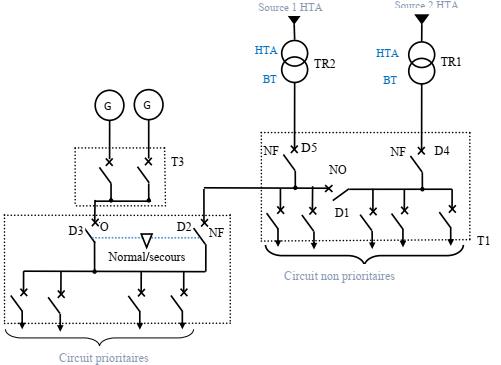 Source 1 HTA
Source 2 HTA
HTA
BT
TR2
HTA
BT
TR1
G
G
T3
NF
D5
NO
NF
D4
D1
T1
D3
O
D2
NF
Normal/secours
Circuit non prioritaires
Circuit prioritaires